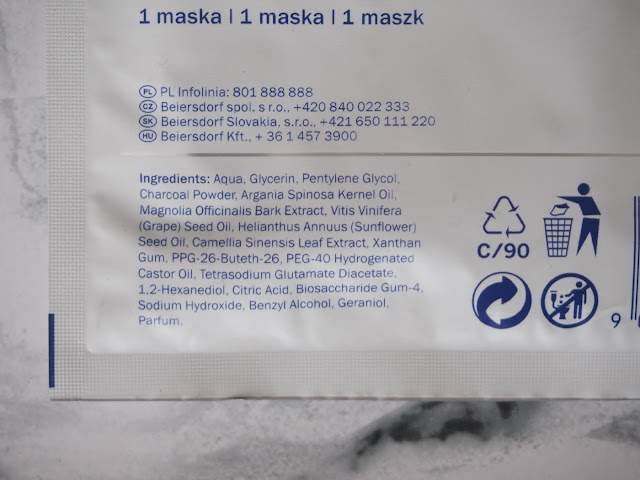 1 maska | 1 maska | 1 maszk
PL PL Infolinia: 801 888 888
CZ Beiersdorf spol. s r.o., +420 840 022 333
SK Beiersdorf Slovakia, s.r.o., +421 650 111 220
HU Beiersdorf Kft., + 36 1 457 3900
Ingredients: Aqua, Glycerin, Pentylene Glycol,
Charcoal Powder, Argania Spinosa Kernel Oil,
Magnolia Officinalis Bark Extract, Vitis Vinifera
(Grape) Seed Oil, Helianthus Annuus (Sunflower)
Seed Oil, Camellia Sinensis Leaf Extract, Xanthan
Gum, PPG-26-Buteth-26, PEG-40 Hydrogenated
Castor Oil, Tetrasodium Glutamate Diacetate,
1,2-Hexanediol, Citric Acid, Biosaccharide Gum-4,
Sodium Hydroxide, Benzyl Alcohol, Geraniol,
Parfum.
C/90
9